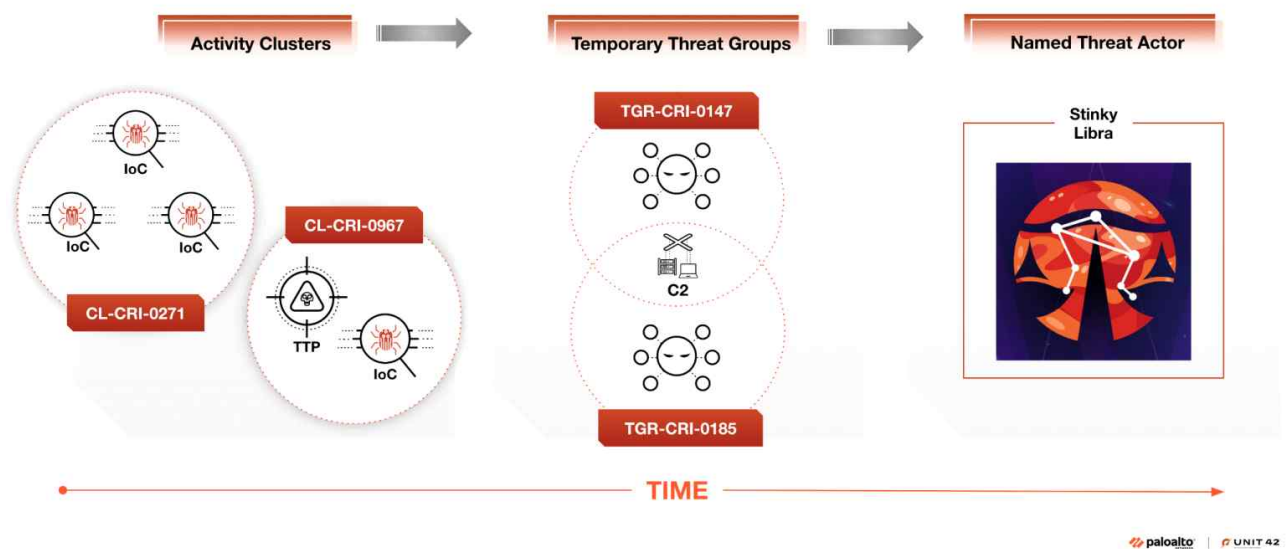 Activity Clusters
Temporary Threat Groups
Named Threat Actor
IoC
IoC
IoC
CL-CRI-0271
CL-CRI-0967
TTP
IoC
TGR-CRI-0147
C2
TGR-CRI-0185
Stinky
Libra
TIME
paloalto
UNIT 42